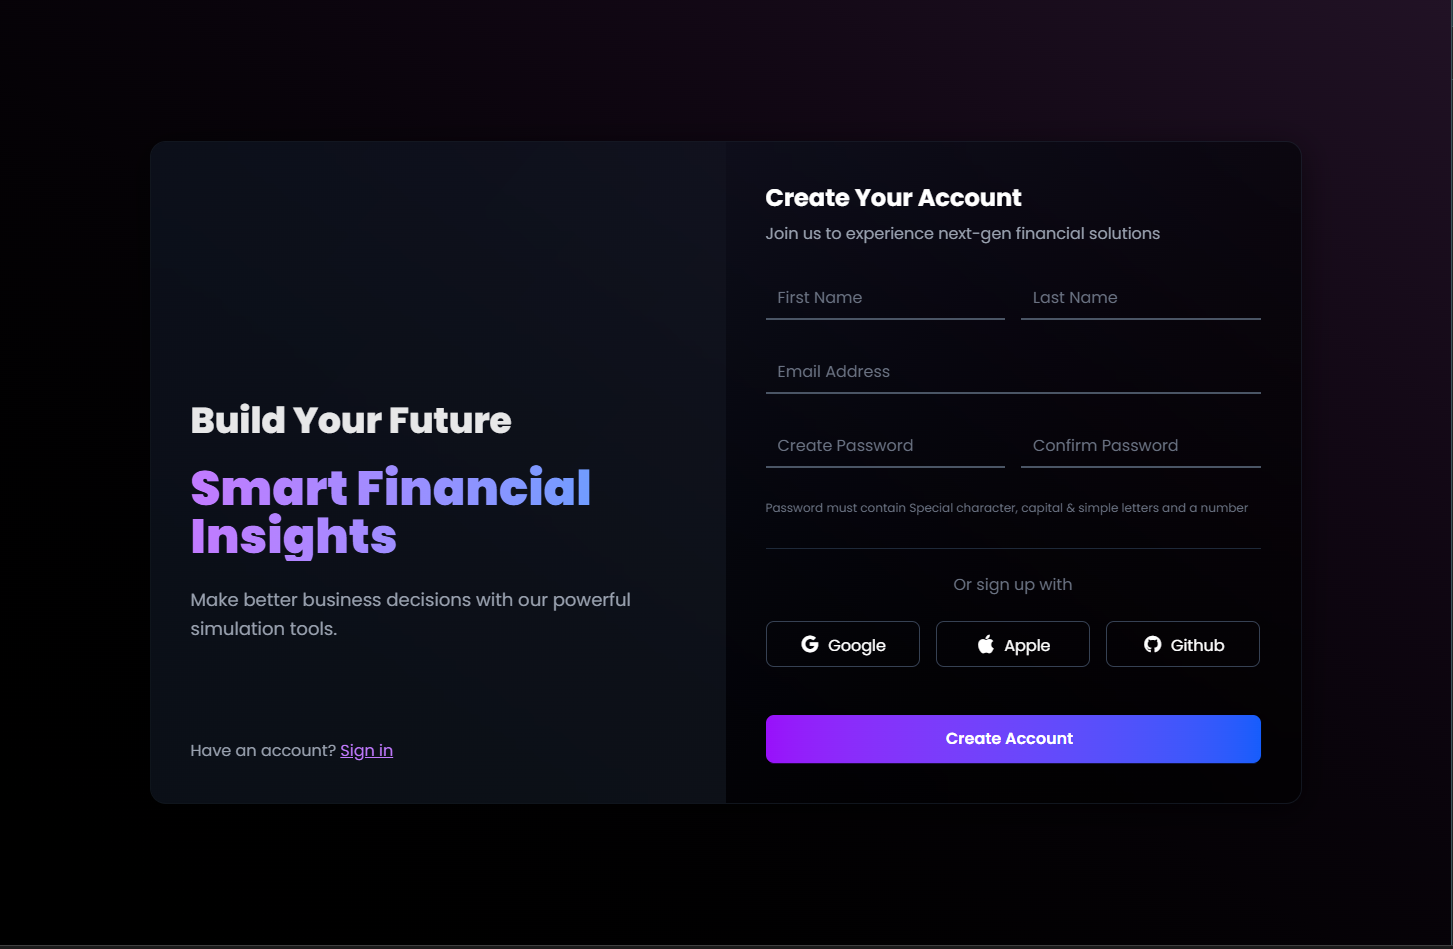 Build Your Future
Smart Financial
Insights
Make better business decisions with our powerful
simulation tools.
Have an account? Sign in
Create Your Account
Join us to experience next-gen financial solutions
First Name
Last Name
Email Address
Create Password
Confirm Password
Password must contain Special character, capital & simple letters and a number
Or sign up with
Google
Apple
Github
Create Account